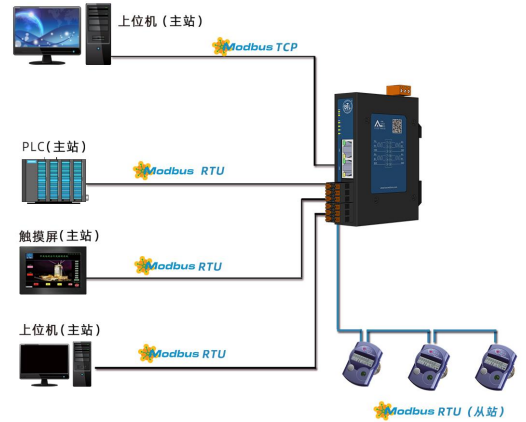 上位机（主站）
Modbus TCP
PLC(主站)
Modbus RTU
触摸屏(主站)
Modbus RTU
上位机(主站)
Modbus RTU
Modbus RTU（从站）